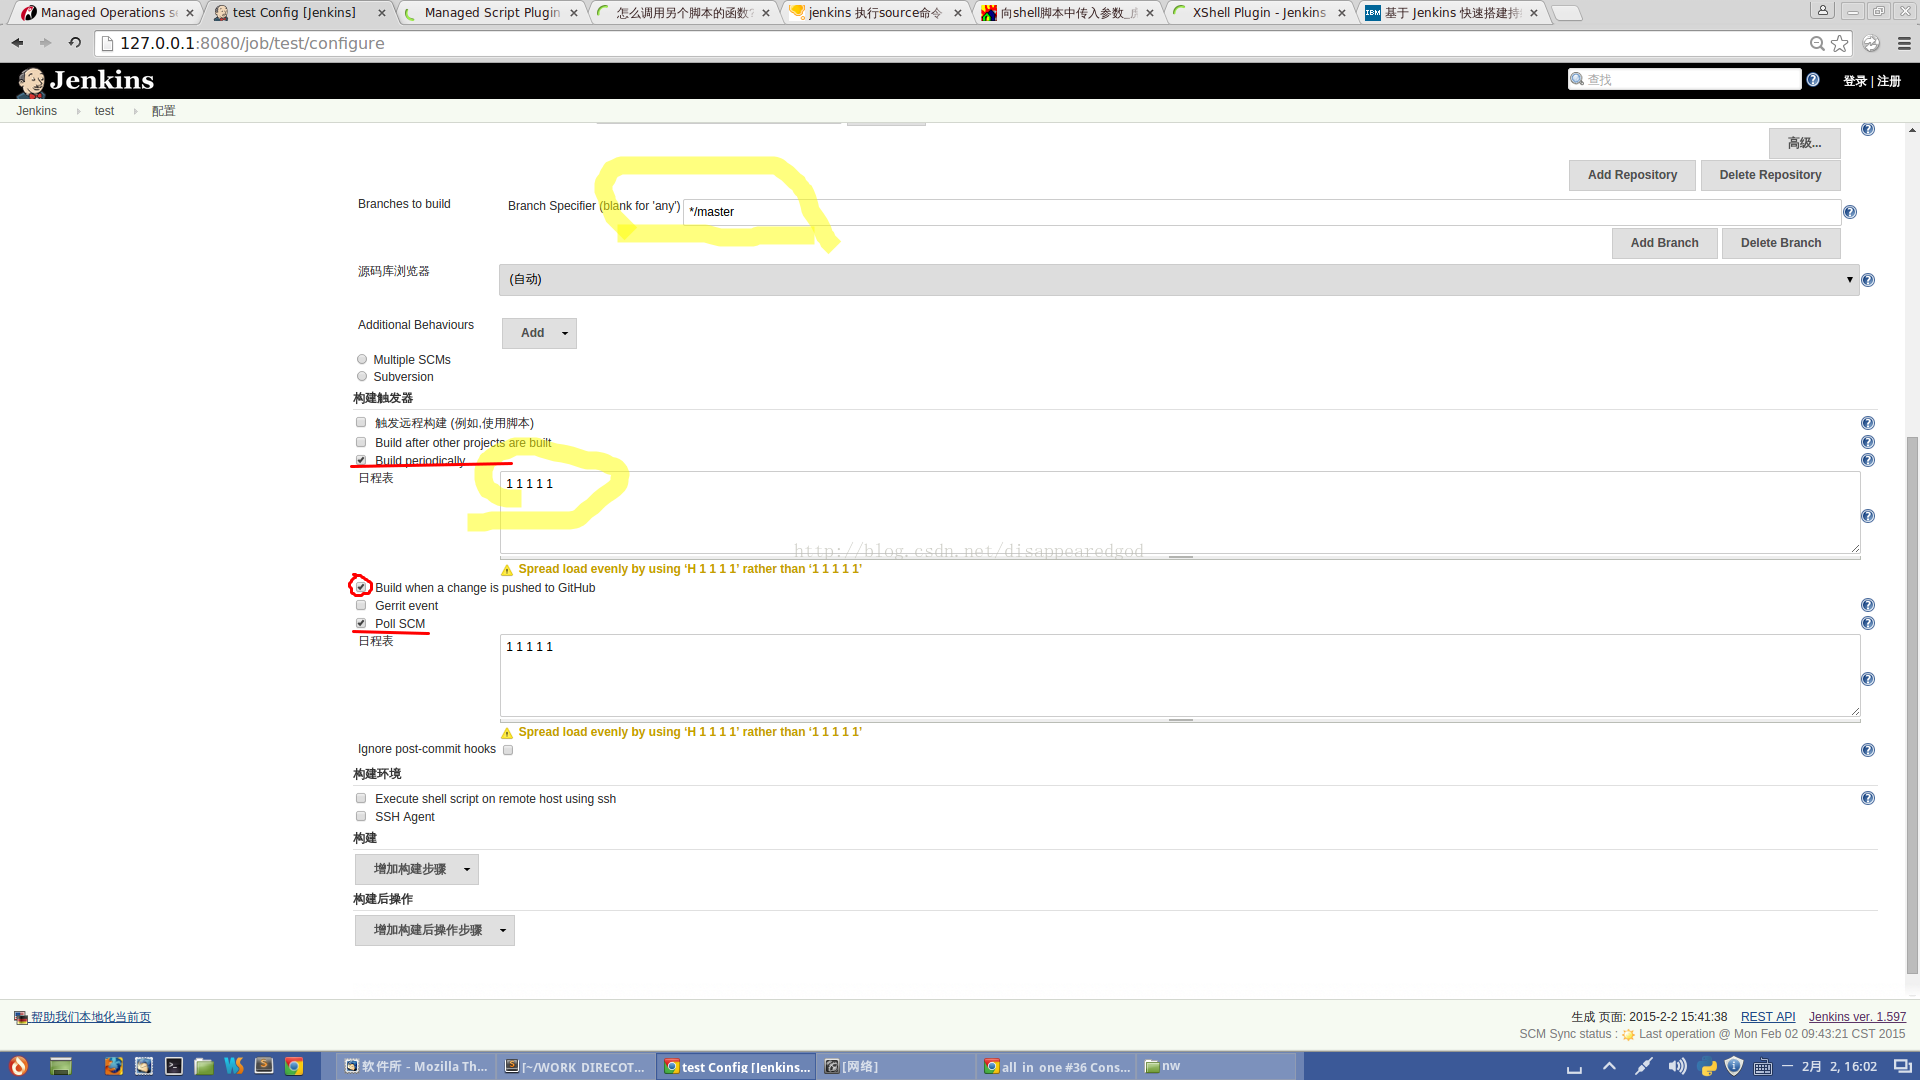 Managed Operations s
test Config [Jenkins]
Managed Script Plugin
怎么调用另个脚本的函数?
jenkins 执行source命令
向shell脚本中传入参数_
XShell Plugin - Jenkins
基于 Jenkins 快速搭建持
127.0.0.1:8080/job/test/configure
Jenkins
查找
登录 | 注册
Jenkins test 配置
高级...
Add Repository Delete Repository
Branches to build
Branch Specifier (blank for 'any') */master
Add Branch Delete Branch
源码库浏览器 (自动)
Additional Behaviours Add
Multiple SCMs
Subversion
构建触发器
触发远程构建 (例如,使用脚本)
Build after other projects are built
Build periodically
日程表 1 1 1 1 1
http://blog.csdn.net/disappearedgod
Spread load evenly by using ‘H 1 1 1 1’ rather than ‘1 1 1 1 1’
Build when a change is pushed to GitHub
Gerrit event
Poll SCM
日程表 1 1 1 1 1
Spread load evenly by using ‘H 1 1 1 1’ rather than ‘1 1 1 1 1’
Ignore post-commit hooks
构建环境
Execute shell script on remote host using ssh
SSH Agent
构建
增加构建步骤
构建后操作
增加构建后操作步骤
帮助我们本地化当前页
生成 页面: 2015-2-2 15:41:38 REST API Jenkins ver. 1.597
SCM Sync status : Last operation @ Mon Feb 02 09:43:21 CST 2015
软件所 - Mozilla Th...
[~/WORK_DIRECOT...
test Config [Jenkins...
[网络]
all in one #36 Cons...
nw
2月 2, 16:02